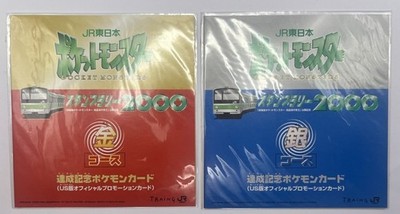 JR東日本
ポケットモンスター
POCKET MONSTERS
スタンプラリー2000
金
コース
達成記念ポケモンカード
(US版オフィシャルプロモーションカード)
JR
JR東日本
ポケットモンスター
スタンプラリー2000
銀
コース
達成記念ポケモンカード
(US版オフィシャルプロモーションカード)
JR